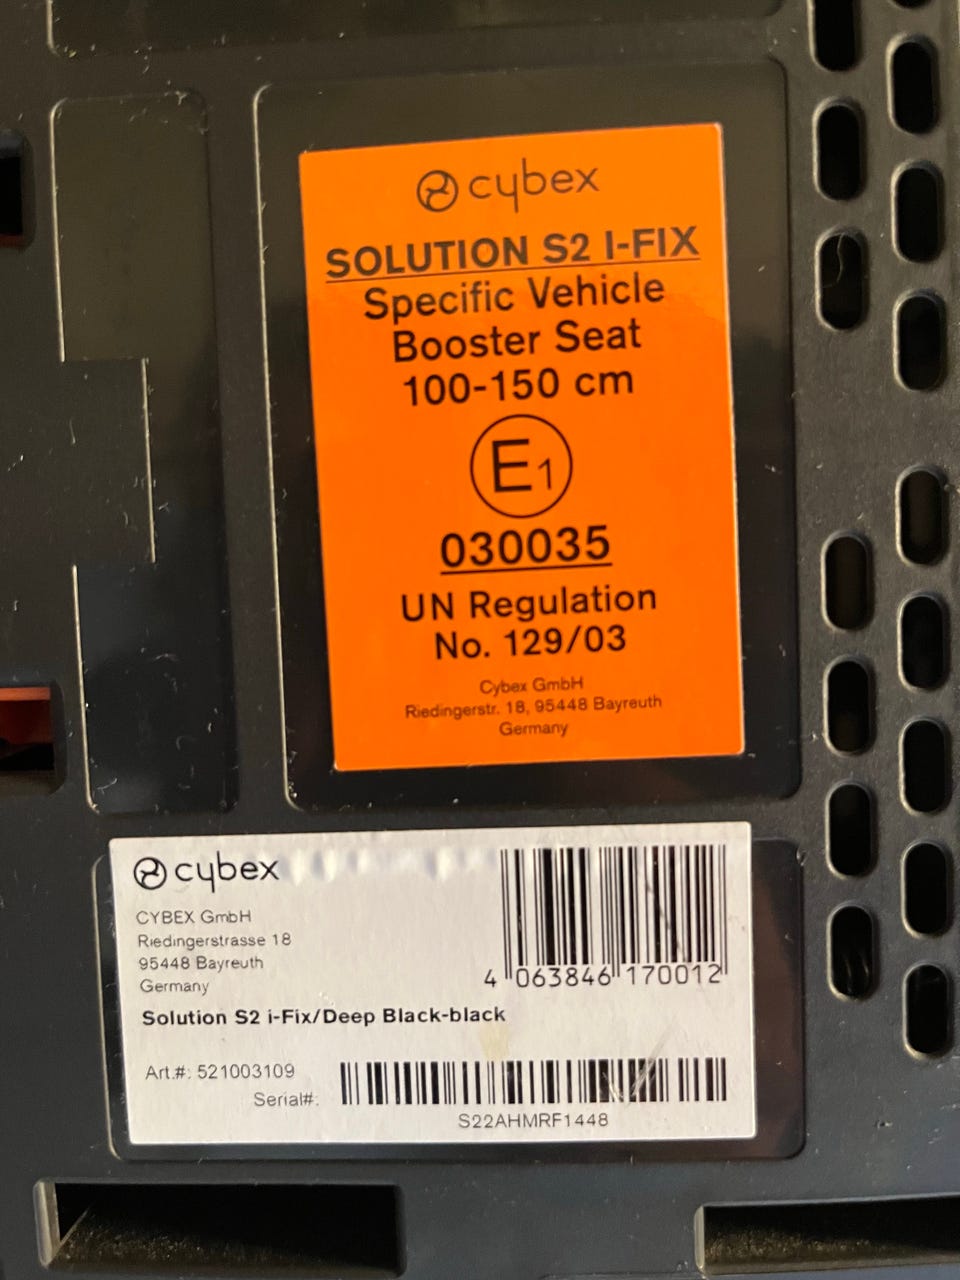 cybex
SOLUTION S2 I-FIX
Specific Vehicle
Booster Seat
100-150 cm
E1
030035
UN Regulation
No. 129/03
Cybex GmbH
Riedingerstr. 18, 95448 Bayreuth
Germany
cybex
CYBEX GmbH
Riedingerstrasse 18
95448 Bayreuth
Germany
4 063846 170012
Solution S2 i-Fix/Deep Black-black
Art.#: 521003109
Serial#:
S22AHMRF1448